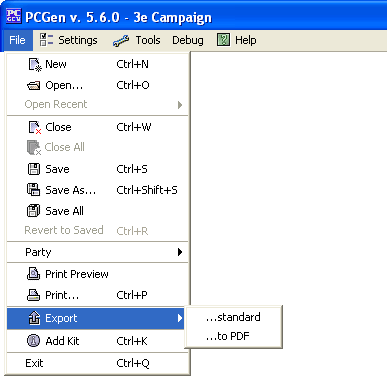 PC GEN PCGen v. 5.6.0 - 3e Campaign
File Settings Tools Debug Help
New Ctrl+N
Open... Ctrl+O
Open Recent
Close Ctrl+W
Close All
Save Ctrl+S
Save As... Ctrl+Shift+S
Save All
Revert to Saved Ctrl+R
Party
Print Preview
Print... Ctrl+P
Export ...standard
...to PDF
Add Kit Ctrl+K
Exit Ctrl+Q